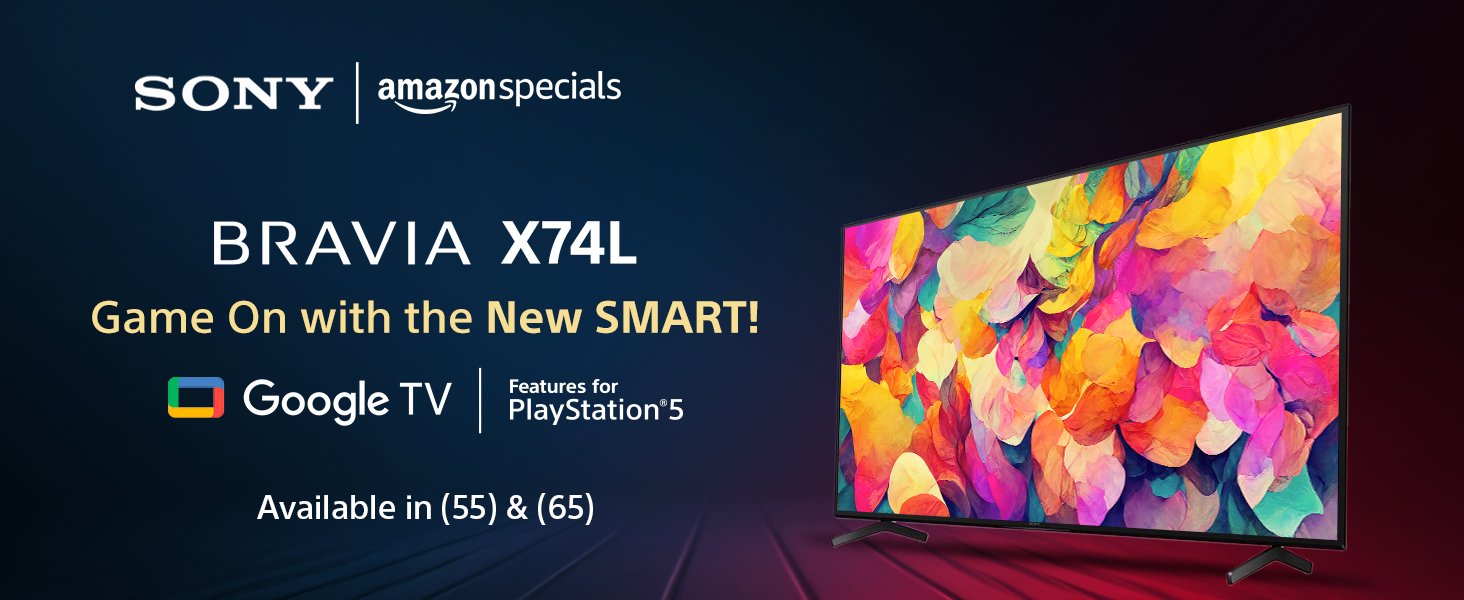 SONY | amazonspecials
BRAVIA X74L
Game On with the New SMART!
Google TV | Features for
PlayStation®5
Available in (55) & (65)
SONY